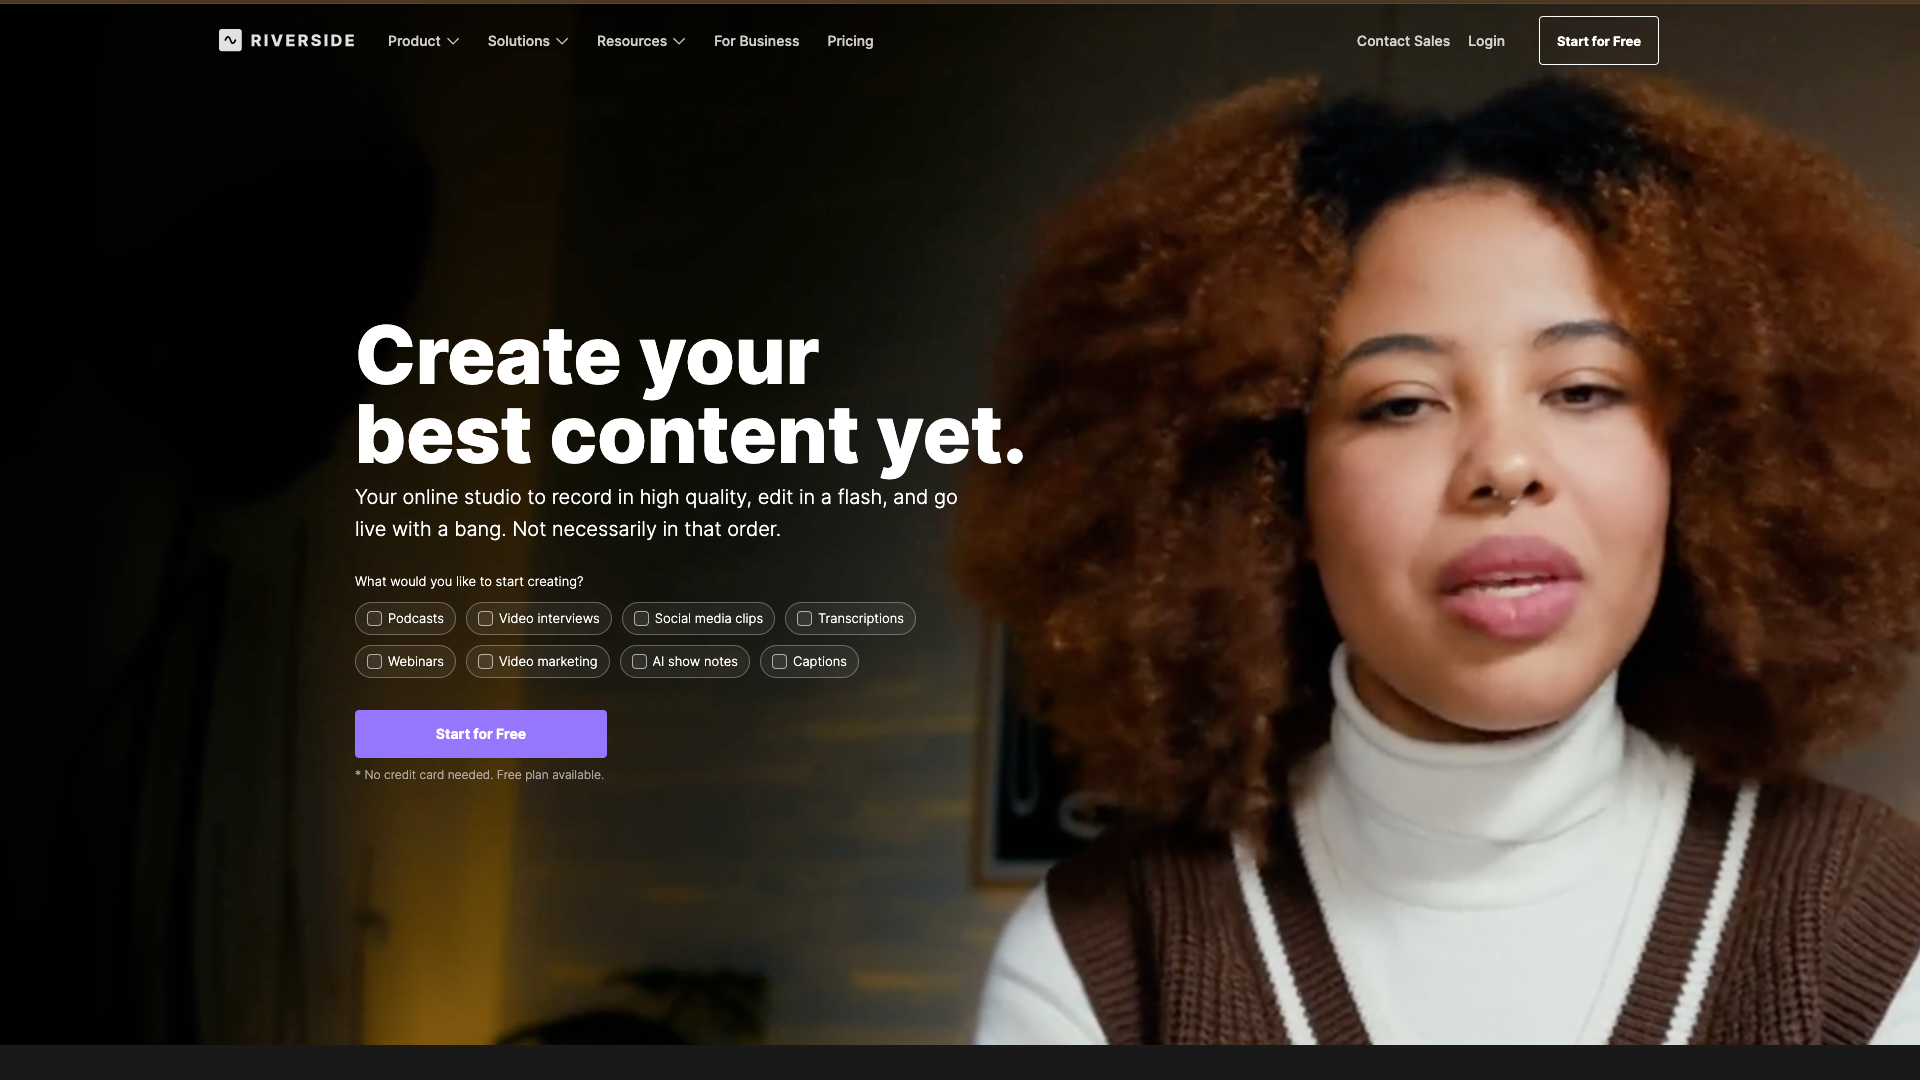 RIVERSIDE
Product
Solutions
Resources
For Business
Pricing
Contact Sales
Login
Start for Free
Create your
best content yet.
Your online studio to record in high quality, edit in a flash, and go
live with a bang. Not necessarily in that order.
What would you like to start creating?
Podcasts
Video interviews
Social media clips
Transcriptions
Webinars
Video marketing
AI show notes
Captions
Start for Free
* No credit card needed. Free plan available.